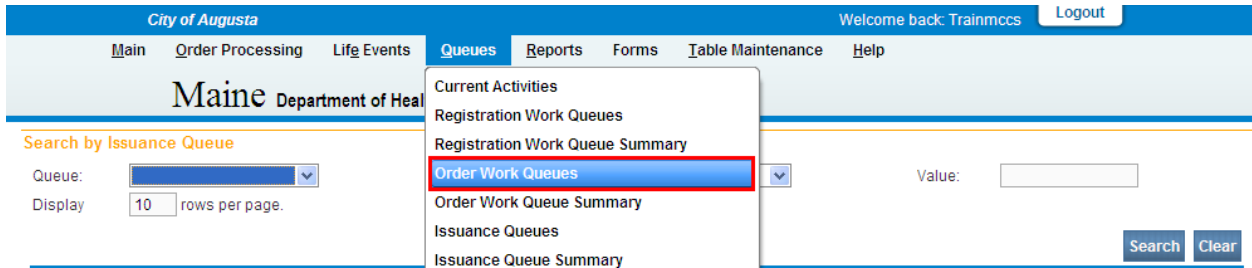 City of Augusta Welcome back: Trainmccs Logout
Main Order Processing Life Events Queues Reports Forms Table Maintenance Help
Maine Department of Heal
Current Activities
Registration Work Queues
Registration Work Queue Summary
Order Work Queues
Order Work Queue Summary
Issuance Queues
Issuance Queue Summary
Search by Issuance Queue
Queue: Value:
Display 10 rows per page.
Search Clear